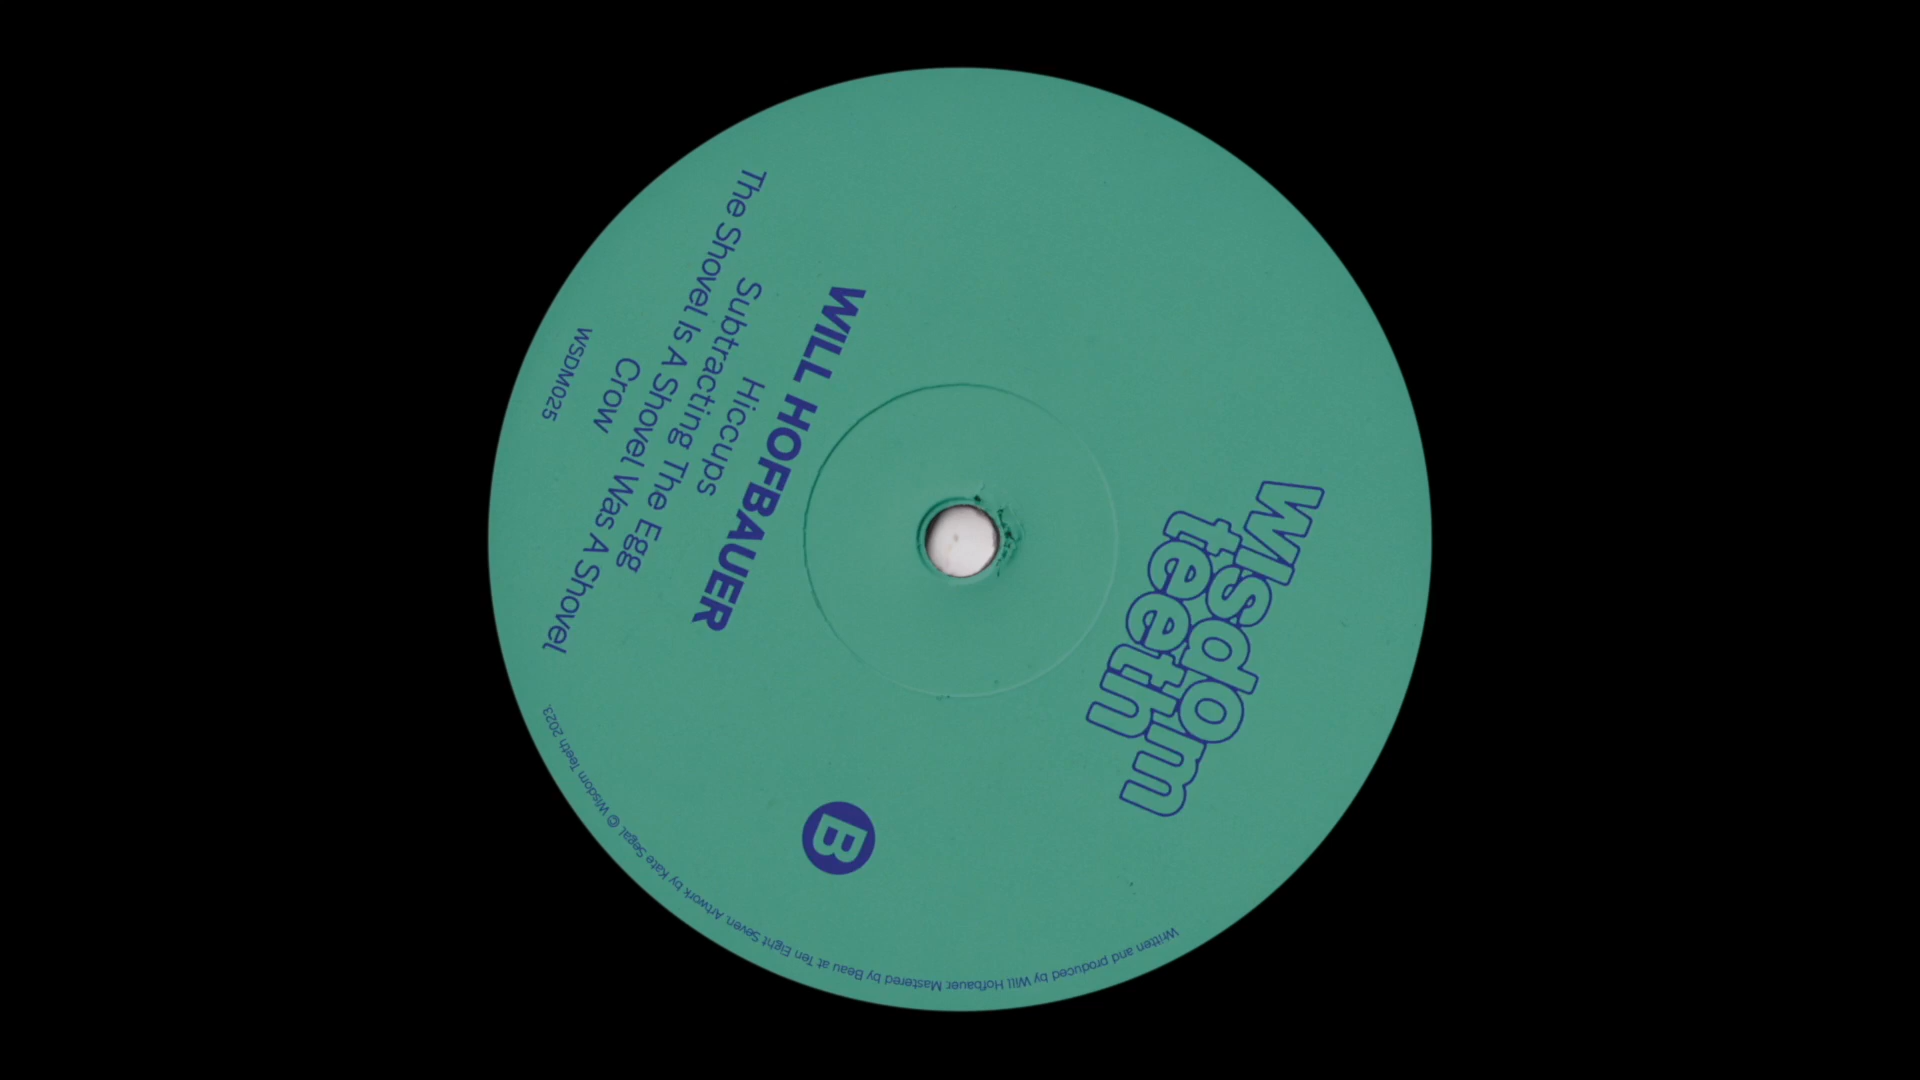 Wisdom
teeth
WILL HOFBAUER
Hiccups
Subtracting The Egg
The Shovel Is A Shovel Was A Shovel
Crow
WSDM025
B
Written and produced by Will Hofbauer. Mastered by Beau at Ten Eight Seven. Artwork by Kate Segal. © Wisdom Teeth 2023.